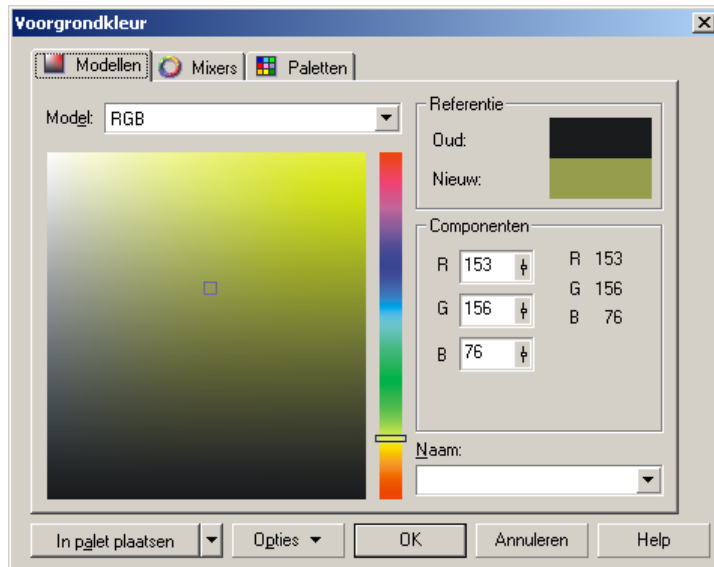 Voorgrondkleur
Modellen Mixers Paletten
Model: RGB
Referentie
Oud:
Nieuw:
Componenten
R 153 R 153
G 156 G 156
B 76 B 76
Naam:
In palet plaatsen Opties OK Annuleren Help